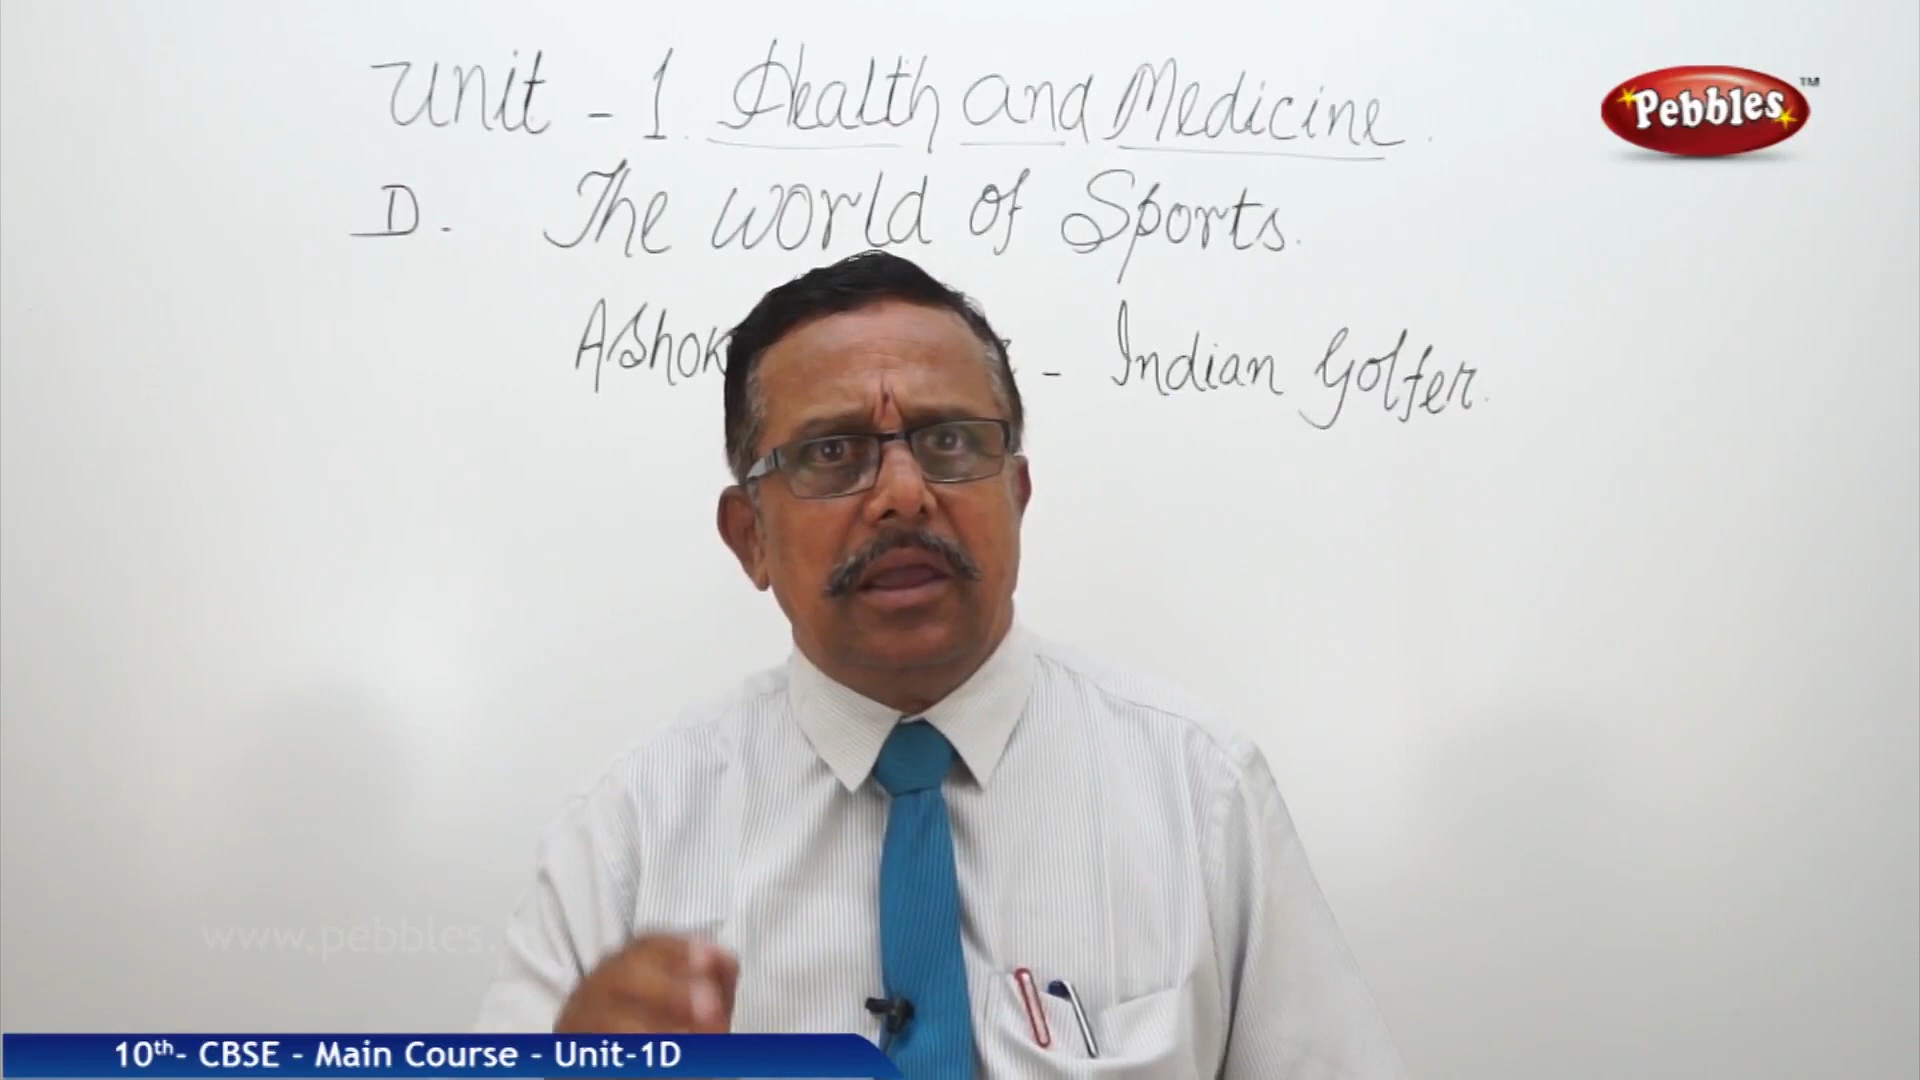 Unit - 1. Health and Medicine.
Pebbles TM
D. The world of Sports.
Ashok - Indian Golfer.
www.pebbles.
10th- CBSE - Main Course - Unit-1D